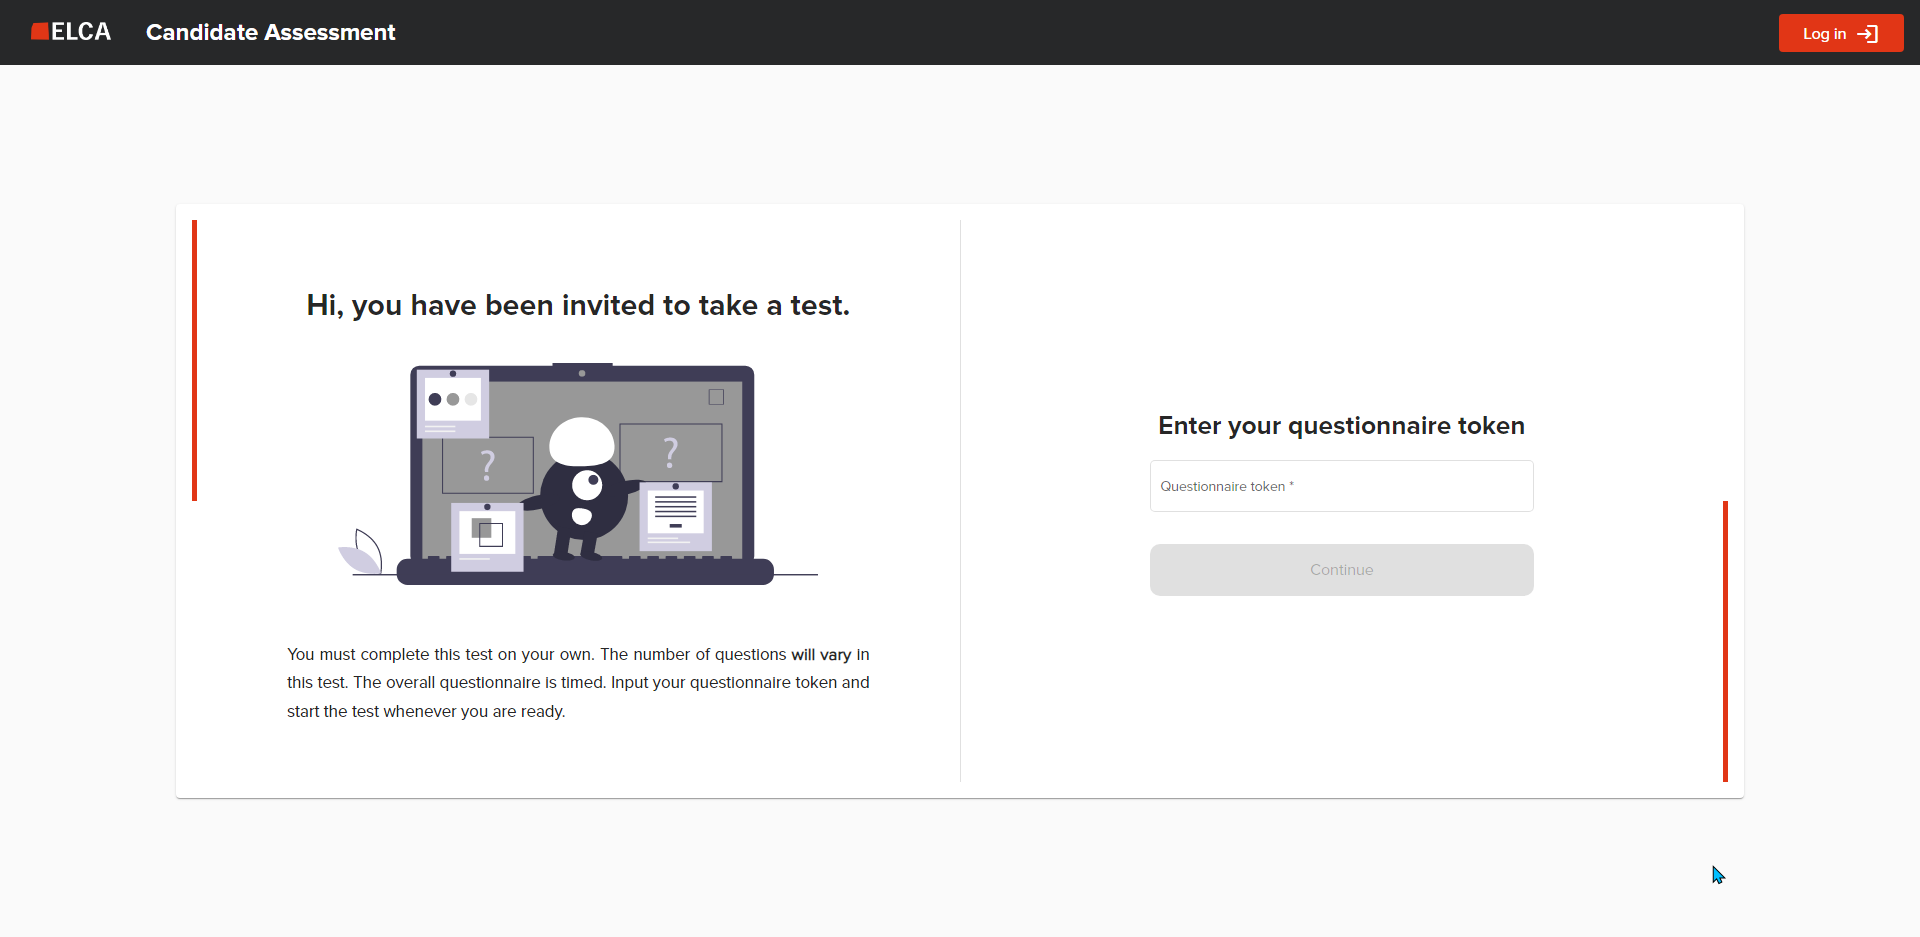 ELCA
Candidate Assessment
Log in
Hi, you have been invited to take a test.
?
?
You must complete this test on your own. The number of questions will vary in
this test. The overall questionnaire is timed. Input your questionnaire token and
start the test whenever you are ready.
Enter your questionnaire token
Questionnaire token *
Continue